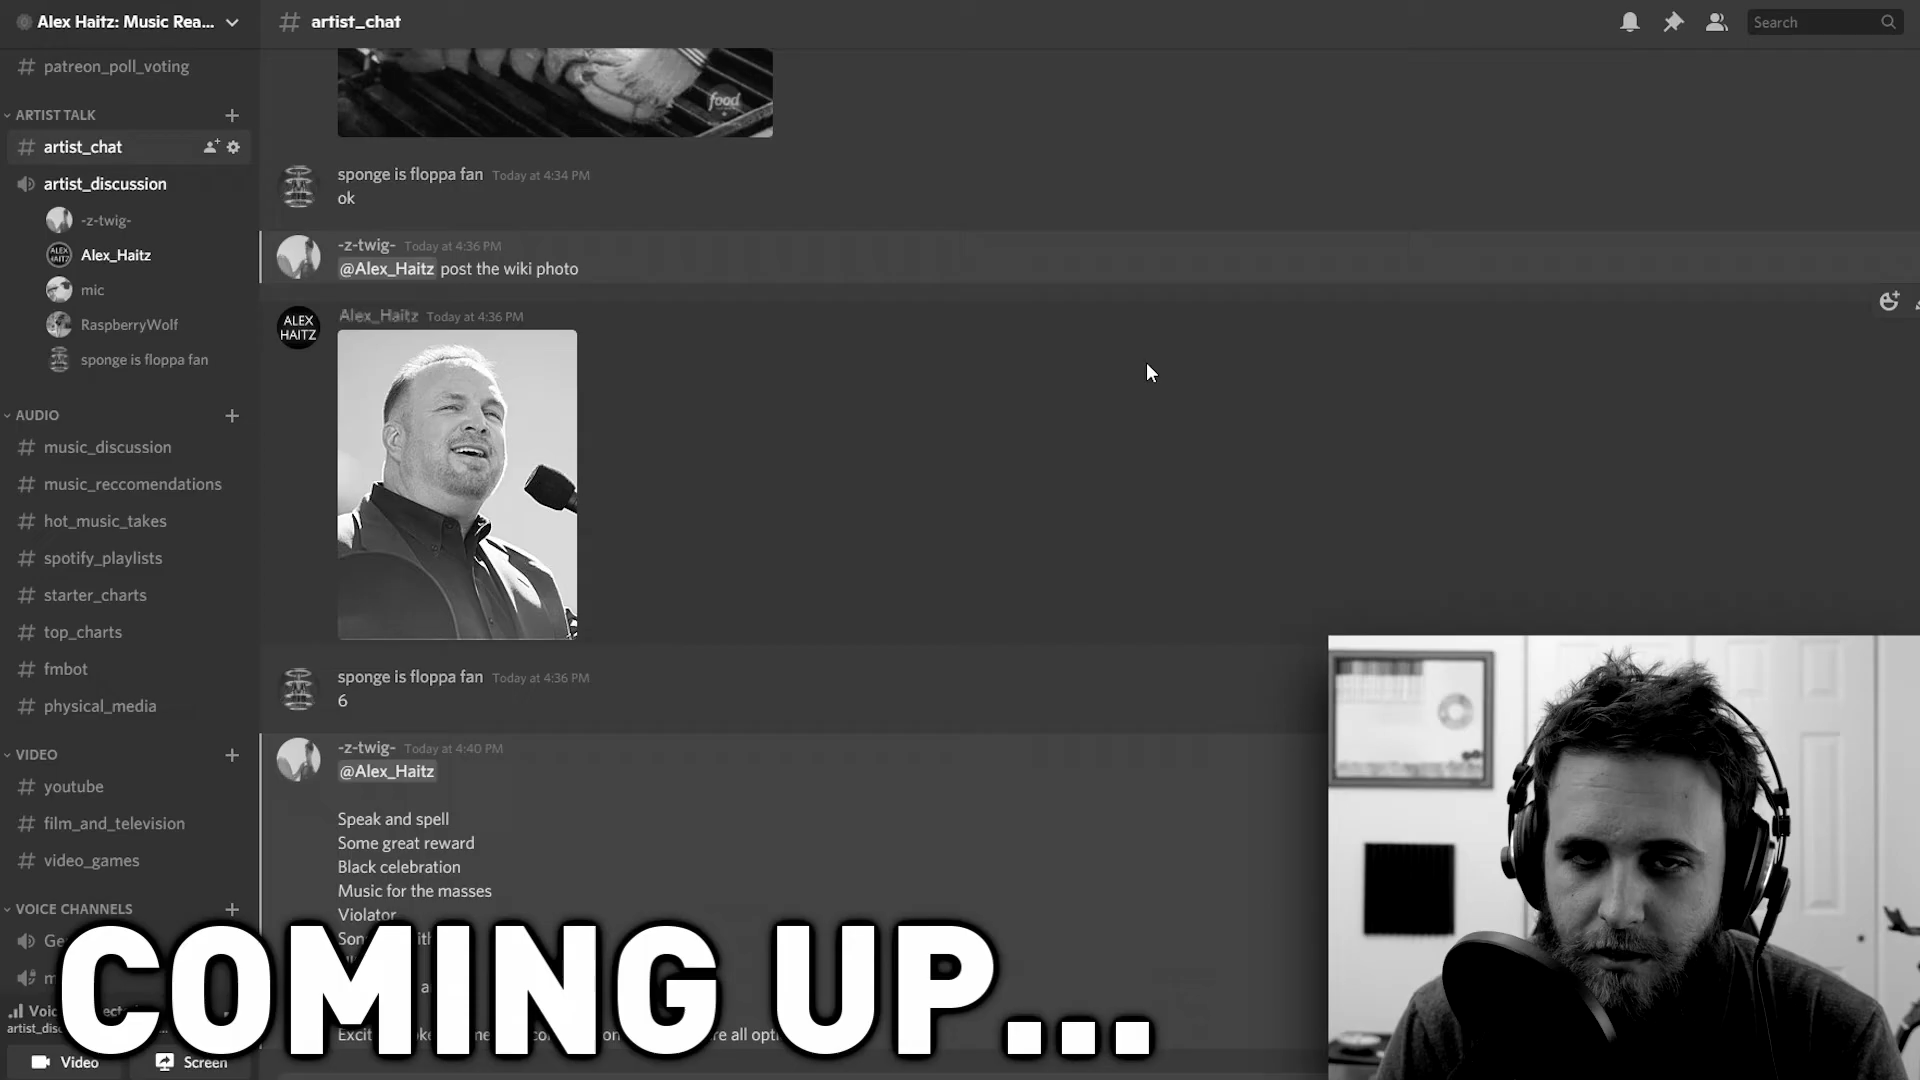 Alex Haitz: Music Rea...
# artist_chat
Search
# patreon_poll_voting
ARTIST TALK
# artist_chat
artist_discussion
-z-twig-
Alex_Haitz
mic
RaspberryWolf
sponge is floppa fan
AUDIO
# music_discussion
# music_reccomendations
# hot_music_takes
# spotify_playlists
# starter_charts
# top_charts
# fmbot
# physical_media
VIDEO
# youtube
# film_and_television
# video_games
VOICE CHANNELS
Video
Screen
food
sponge is floppa fan Today at 4:34 PM
ok
-z-twig- Today at 4:36 PM
@Alex_Haitz post the wiki photo
ALEX
HAITZ
Alex_Haitz Today at 4:36 PM
sponge is floppa fan Today at 4:36 PM
6
-z-twig- Today at 4:40 PM
@Alex_Haitz
Speak and spell
Some great reward
Black celebration
Music for the masses
Violator
COMING UP...